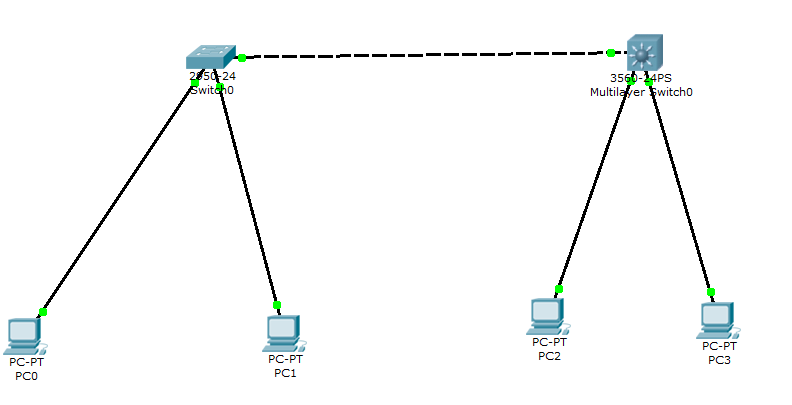 2950-24
Switch0
3560-24PS
Multilayer Switch0
PC-PT
PC0
PC-PT
PC1
PC-PT
PC2
PC-PT
PC3